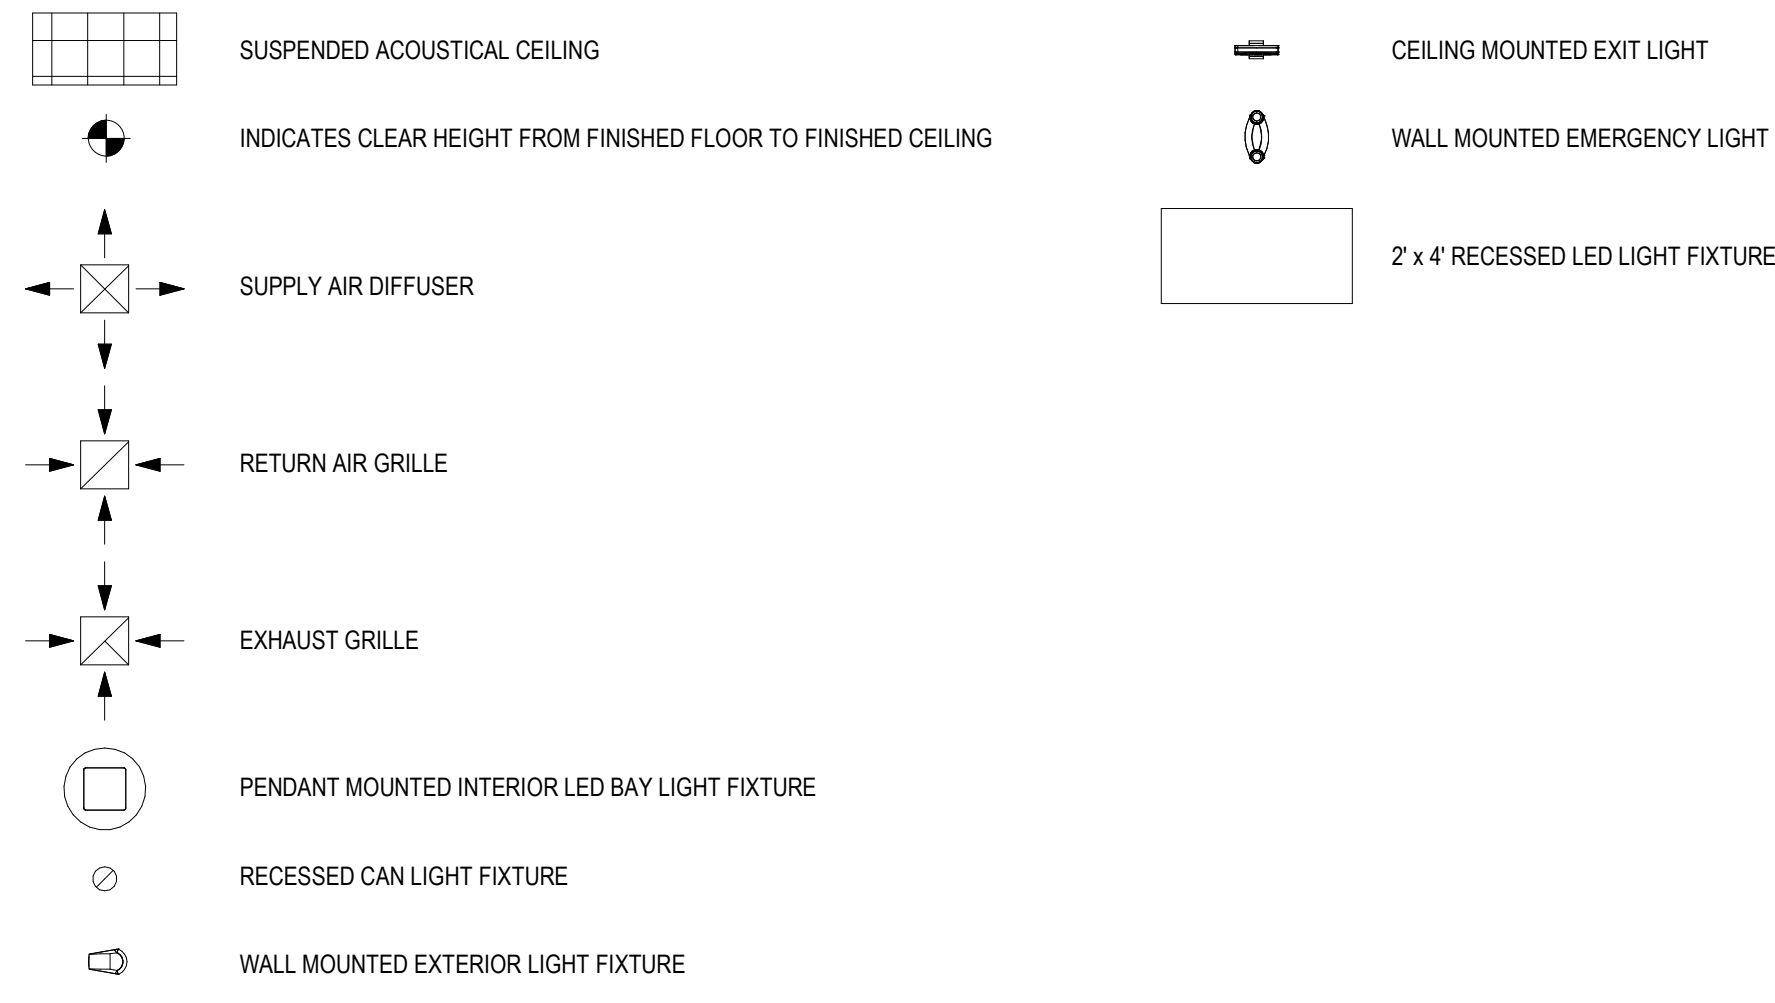 SUSPENDED ACOUSTICAL CEILING
INDICATES CLEAR HEIGHT FROM FINISHED FLOOR TO FINISHED CEILING
SUPPLY AIR DIFFUSER
RETURN AIR GRILLE
EXHAUST GRILLE
PENDANT MOUNTED INTERIOR LED BAY LIGHT FIXTURE
RECESSED CAN LIGHT FIXTURE
WALL MOUNTED EXTERIOR LIGHT FIXTURE
CEILING MOUNTED EXIT LIGHT
WALL MOUNTED EMERGENCY LIGHT
2' x 4' RECESSED LED LIGHT FIXTURE